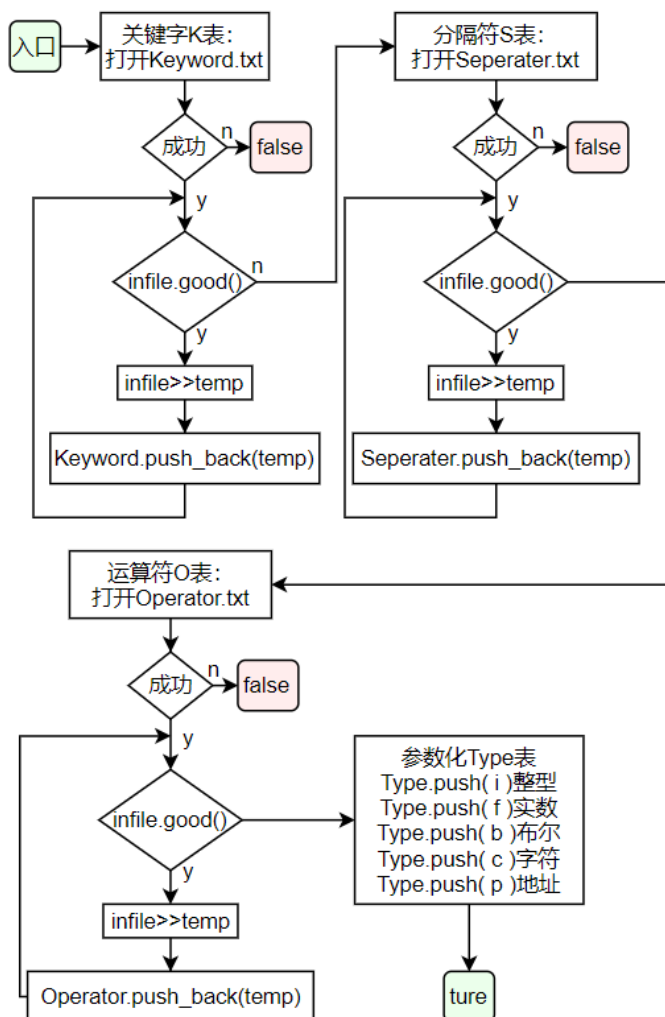 入口
关键字K表:
打开Keyword.txt
成功
n
false
y
infile.good()
n
y
infile>>temp
Keyword.push_back(temp)
分隔符S表:
打开Seperater.txt
成功
n
false
y
infile.good()
y
infile>>temp
Seperater.push_back(temp)
运算符O表:
打开Operator.txt
成功
n
false
y
infile.good()
y
infile>>temp
Operator.push_back(temp)
参数化Type表
Type.push( i )整型
Type.push( f )实数
Type.push( b )布尔
Type.push( c )字符
Type.push( p )地址
ture